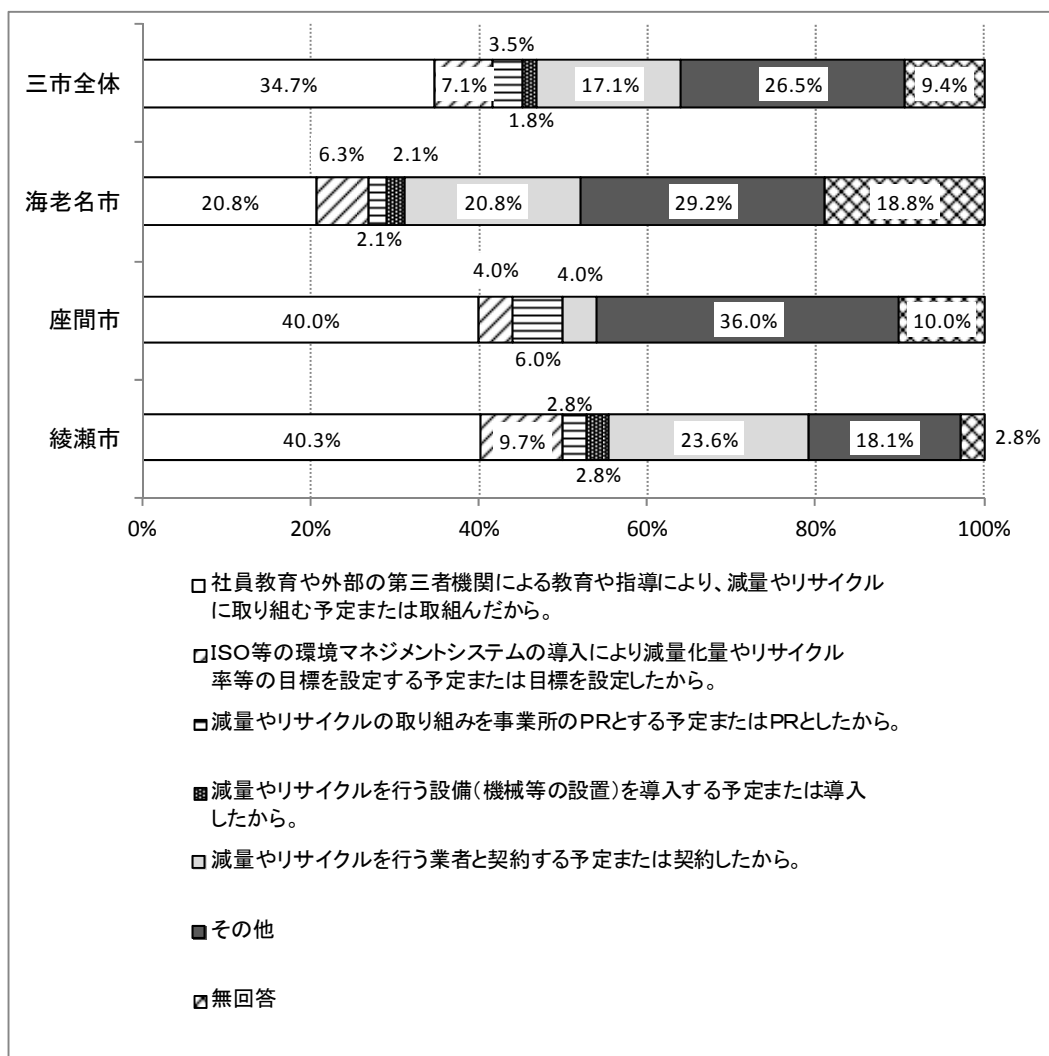 3.5%
三市全体
34.7%
7.1%
17.1%
26.5%
9.4%
1.8%
6.3%
2.1%
海老名市
20.8%
20.8%
29.2%
18.8%
2.1%
4.0%
4.0%
座間市
40.0%
36.0%
10.0%
6.0%
2.8%
綾瀬市
40.3%
9.7%
23.6%
18.1%
2.8%
2.8%
0%
20%
40%
60%
80%
100%
社員教育や外部の第三者機関による教育や指導により、減量やリサイクル
に取り組む予定または取組んだから。
ISO等の環境マネジメントシステムの導入により減量化量やリサイクル
率等の目標を設定する予定または目標を設定したから。
減量やリサイクルの取り組みを事業所のPRとする予定またはPRとしたから。
減量やリサイクルを行う設備(機械等の設置)を導入する予定または導入
したから。
減量やリサイクルを行う業者と契約する予定または契約したから。
その他
無回答